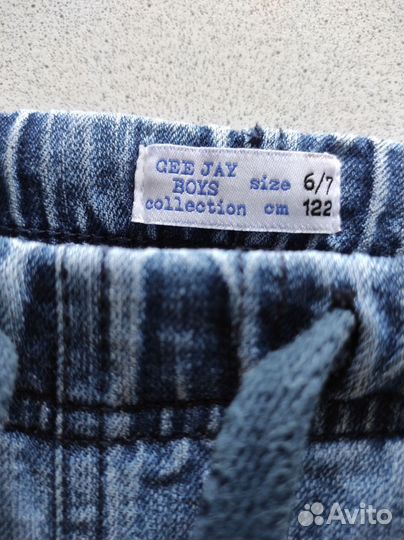 GEE JAY
BOYS size 6/7
collection cm 122
Avito